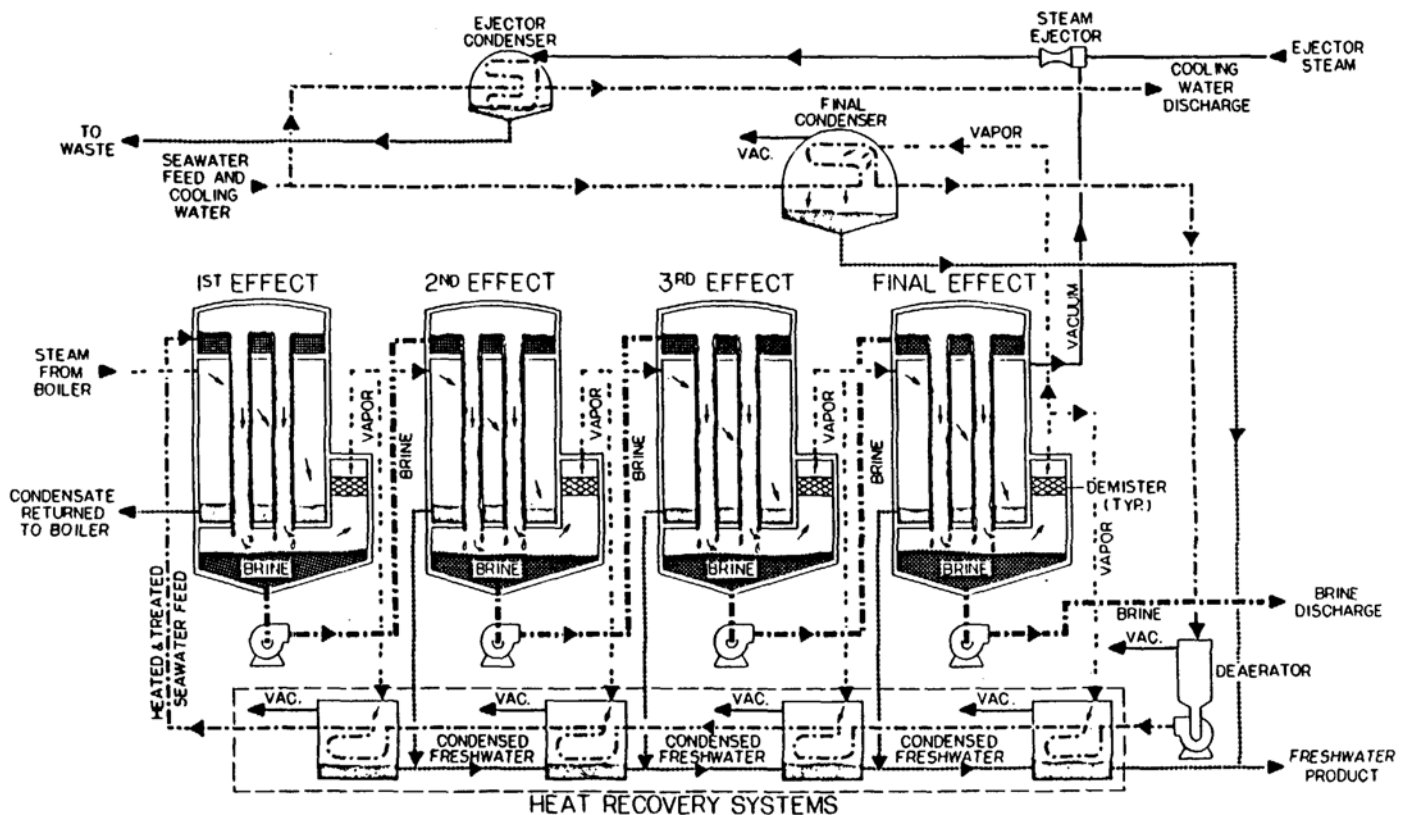 EJECTOR
CONDENSER
STEAM
EJECTOR
EJECTOR
STEAM
COOLING
WATER
DISCHARGE
FINAL
CONDENSER
TO
WASTE
VAC.
VAPOR
SEAWATER
FEED AND
COOLING
WATER
1ST EFFECT
2ND EFFECT
3RD EFFECT
FINAL EFFECT
VACUUM
STEAM
FROM
BOILER
VAPOR
BRINE
VAPOR
BRINE
VAPOR
BRINE
CONDENSATE
RETURNED
TO BOILER
DEMISTER
(TYP.)
VAPOR
BRINE
BRINE
BRINE
BRINE
BRINE
BRINE
DISCHARGE
HEATED & TREATED
SEAWATER FEED
VAC.
DEAERATOR
VAC.
VAC.
VAC.
VAC.
CONDENSED
FRESHWATER
CONDENSED
FRESHWATER
CONDENSED
FRESHWATER
FRESHWATER
PRODUCT
HEAT RECOVERY SYSTEMS